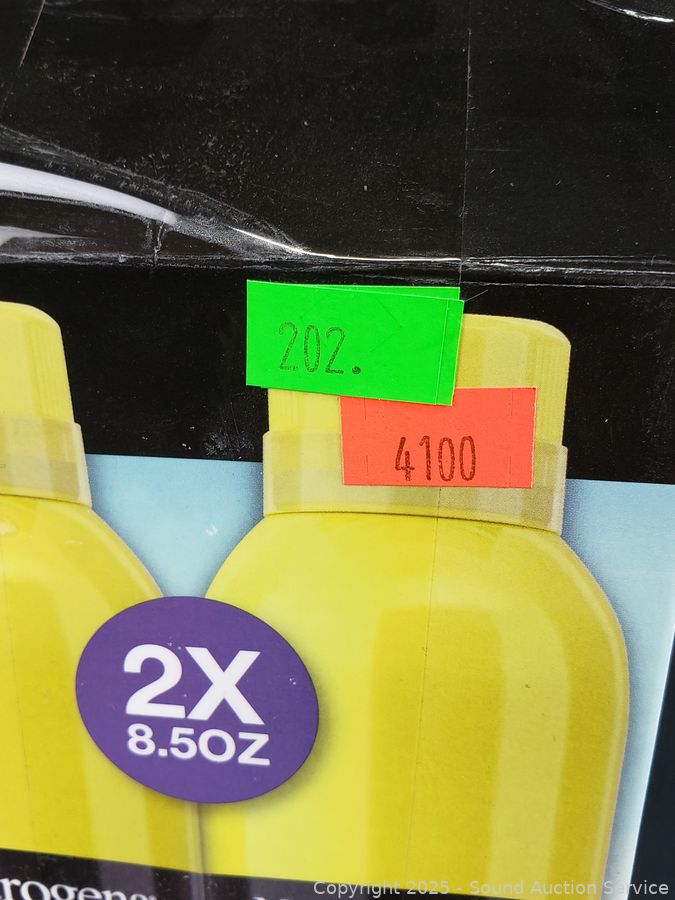 202.
4100
2X
8.5OZ
Copyright 2025 - Sound Auction Service